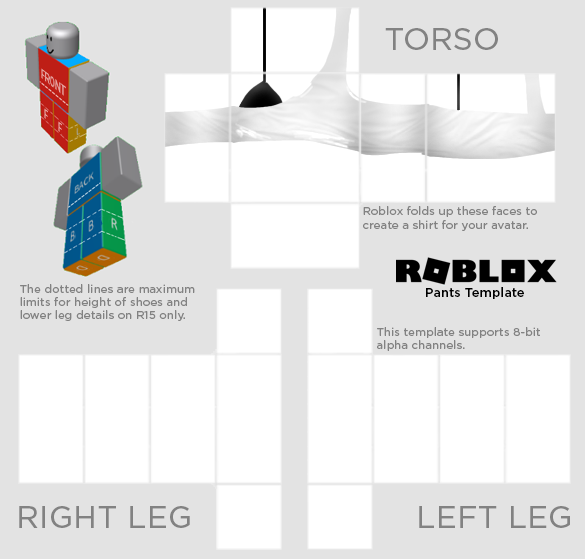 TORSO
FRONT
F
F
L
BACK
B
B
R
Roblox folds up these faces to
create a shirt for your avatar.
ROBLOX
Pants Template
The dotted lines are maximum
limits for height of shoes and
lower leg details on R15 only.
This template supports 8-bit
alpha channels.
RIGHT LEG
LEFT LEG